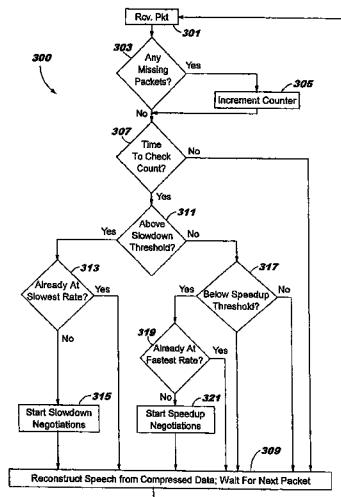 Rcv. Pkt
301
303
300
Any
Missing
Packets?
Yes
305
Increment Counter
No
307
Time
To Check
Count?
No
Yes
311
Above
Slowdown
Threshold?
Yes
No
313
Already At
Slowest Rate?
Yes
317
Below Speedup
Threshold?
Yes
No
319
Already At
Fastest Rate?
Yes
No
No
315
Start Slowdown
Negotiations
321
Start Speedup
Negotiations
309
Reconstruct Speech from Compressed Data; Wait For Next Packet